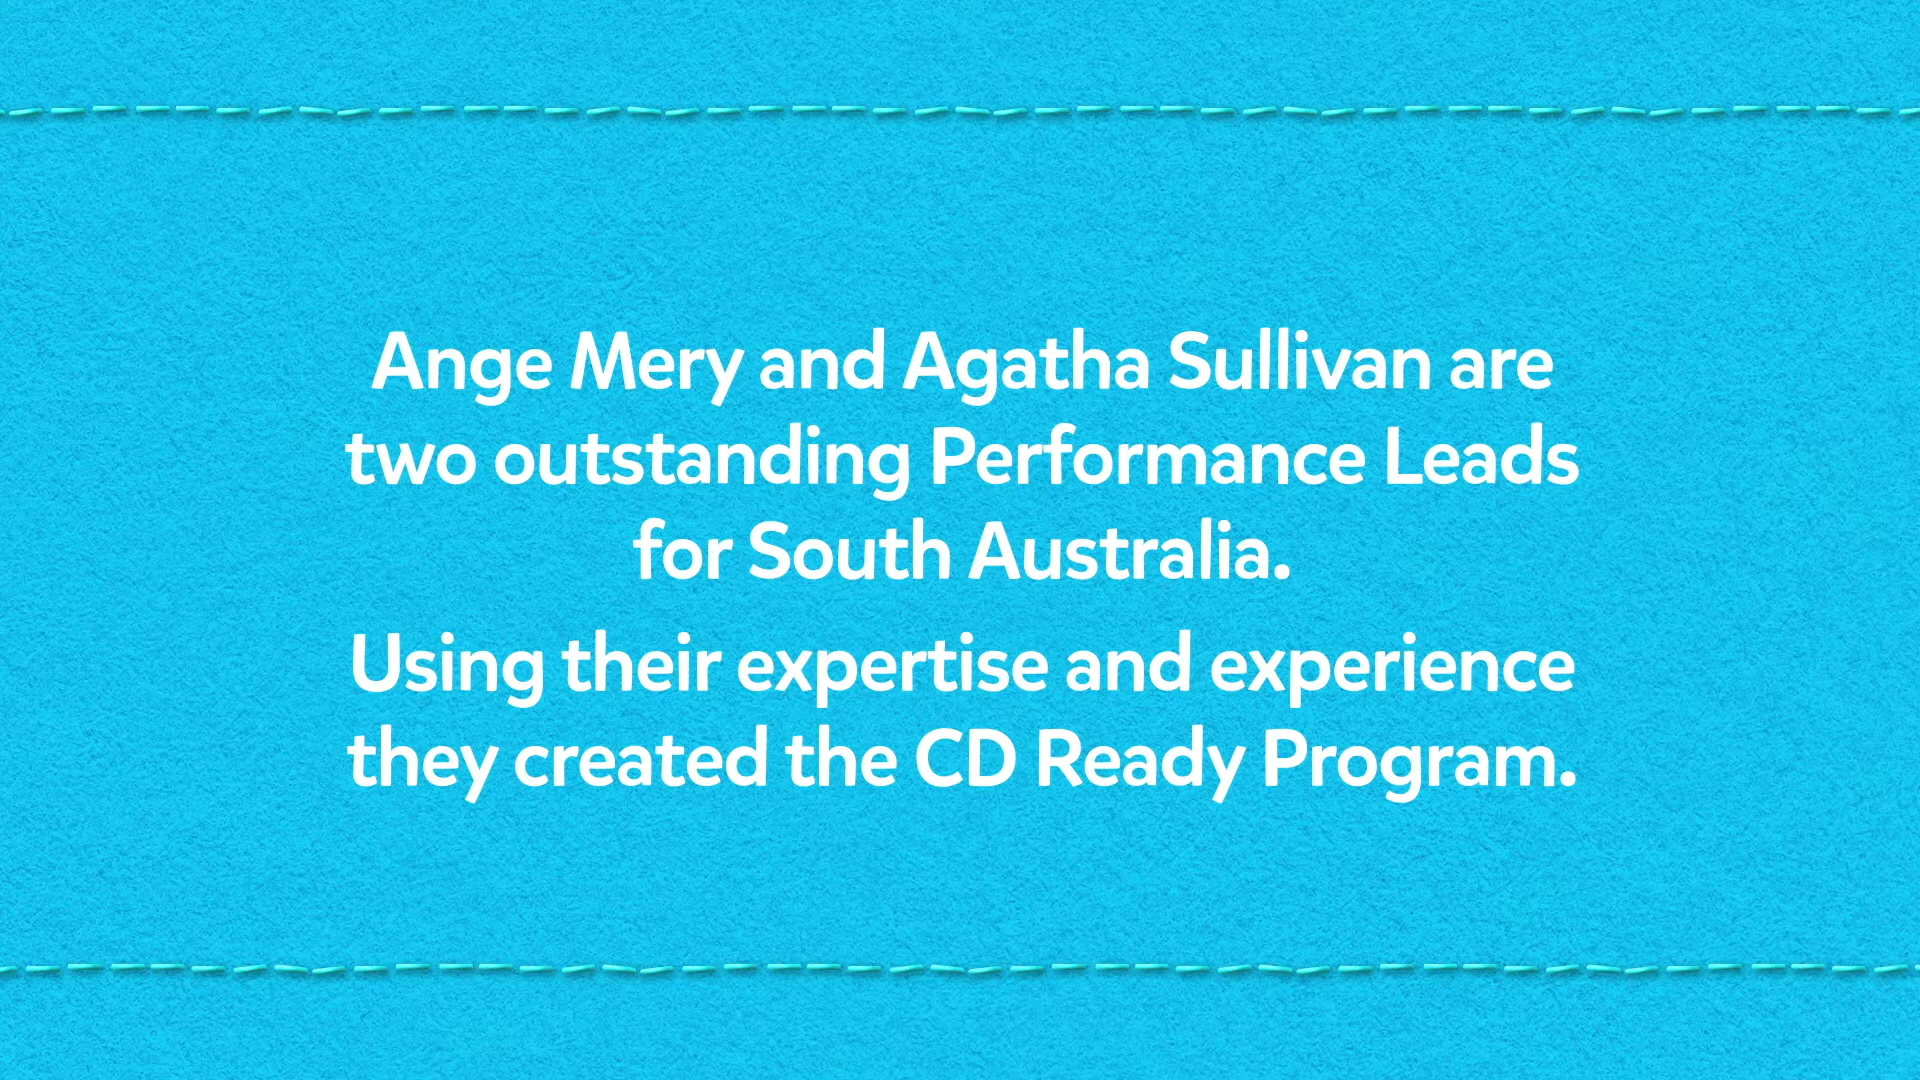 Ange Mery and Agatha Sullivan are
two outstanding Performance Leads
for South Australia.
Using their expertise and experience
they created the CD Ready Program.